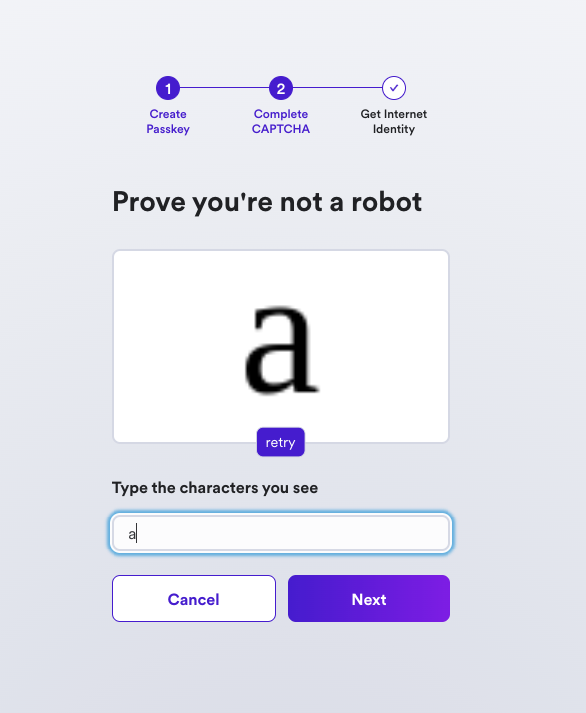 1 2
Create Passkey
Complete CAPTCHA
Get Internet Identity
Prove you're not a robot
a
retry
Type the characters you see
a
Cancel Next